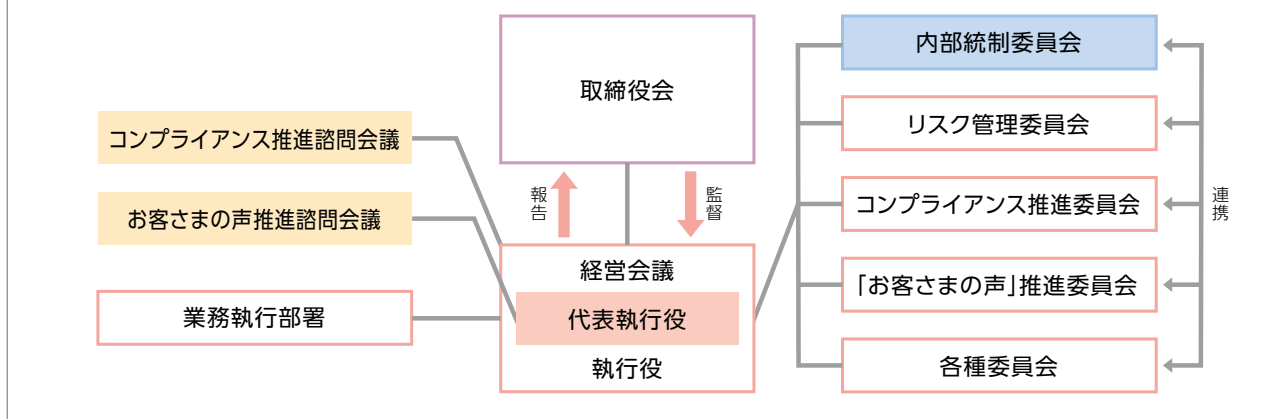 取締役会
コンプライアンス推進諮問会議
お客さまの声推進諮問会議
業務執行部署
報告
監督
経営会議
代表執行役
執行役
内部統制委員会
リスク管理委員会
コンプライアンス推進委員会
「お客さまの声」推進委員会
各種委員会
連携